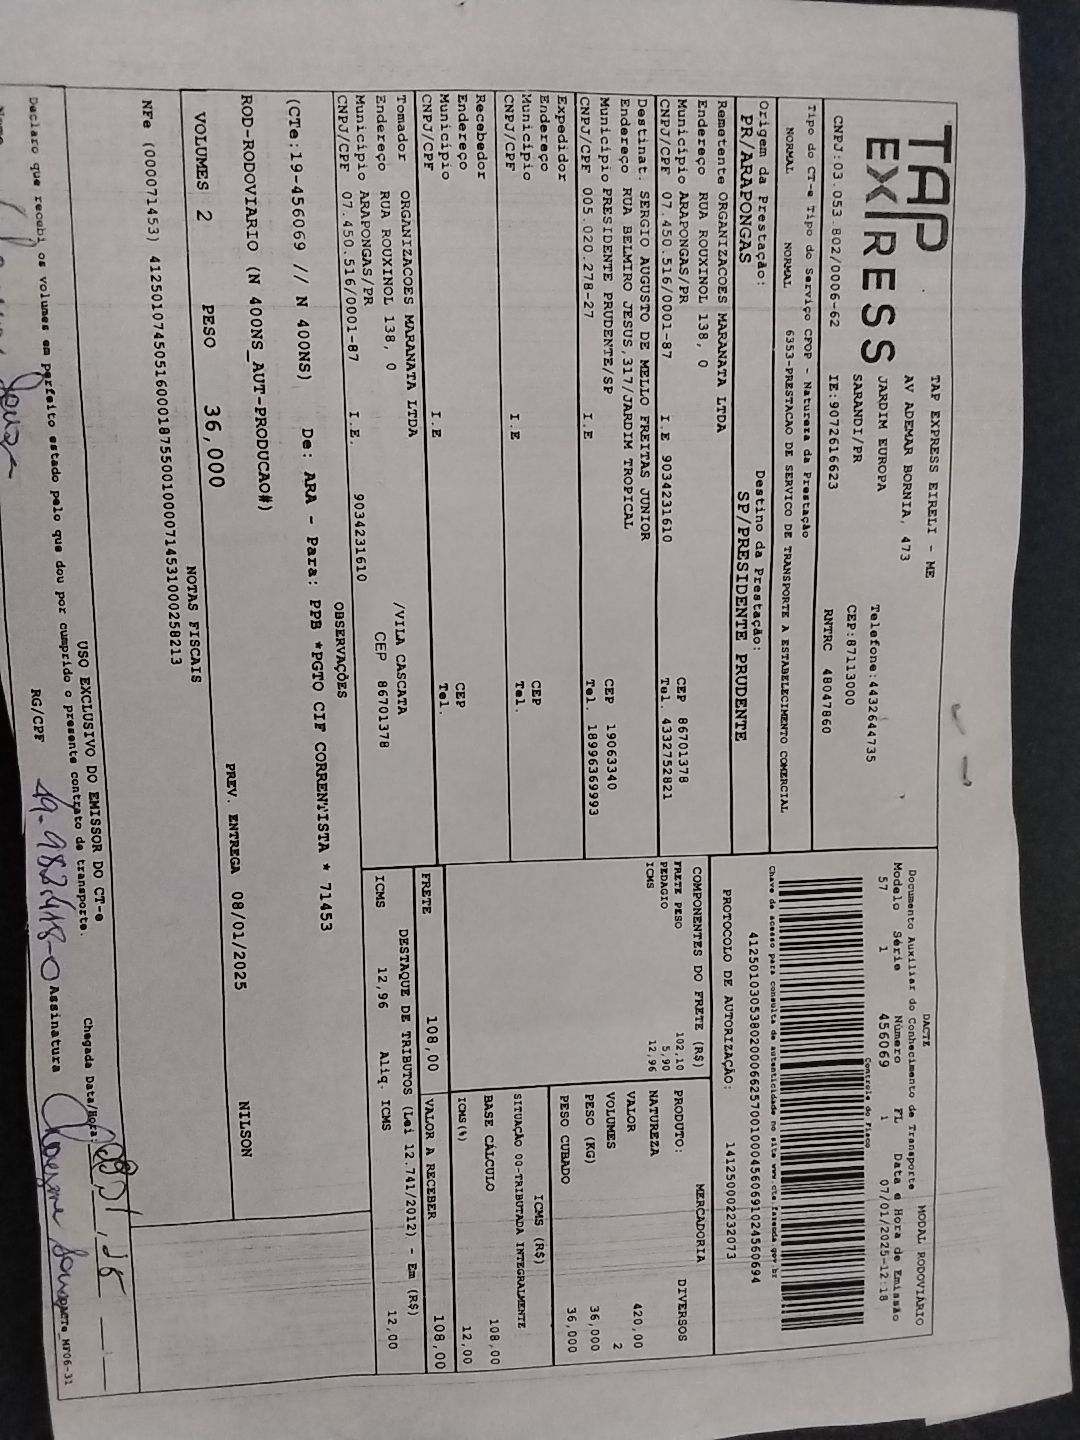 TAP
EXPRESS
TAP EXPRESS EIRELI - ME
AV ADEMAR BORNIA, 473
JARDIM EUROPA
SARANDI/PR
Telefone:4432644735
CEP:87113000
CNPJ:03.053.802/0006-62 IE:9072616623 RNTRC 48047860
DACTE MODAL RODOVIÁRIO
Documento Auxiliar do Conhecimento de Transporte
Modelo Série Número FL Data e Hora de Emissão
57 1 456069 1 07/01/2025-12:18
Controle do Fisco
Chave de acesso para consulta de autenticidade no site www.cte.fazenda.gov.br
41250103053802000662570010004560691024560694
PROTOCOLO DE AUTORIZAÇÃO: 141250002232073
Tipo do CT-e Tipo do Serviço CFOP - Natureza da Prestação
NORMAL NORMAL 6353-PRESTACAO DE SERVICO DE TRANSPORTE A ESTABELECIMENTO COMERCIAL
Origem da Prestação: Destino da Prestação:
PR/ARAPONGAS SP/PRESIDENTE PRUDENTE
Remetente ORGANIZACOES MARANATA LTDA
Endereço RUA ROUXINOL 138, 0
Município ARAPONGAS/PR CEP 86701378
CNPJ/CPF 07.450.516/0001-87 I.E 9034231610 Tel. 4332752821
Destinat. SERGIO AUGUSTO DE MELLO FREITAS JUNIOR
Endereço RUA BELMIRO JESUS,317/JARDIM TROPICAL
Município PRESIDENTE PRUDENTE/SP CEP 19063340
CNPJ/CPF 005.020.278-27 I.E Tel. 18996369993
Expedidor
Endereço
Município CEP
CNPJ/CPF I.E Tel.
Recebedor
Endereço
Município CEP
CNPJ/CPF I.E Tel.
Tomador ORGANIZACOES MARANATA LTDA
Endereço RUA ROUXINOL 138, 0 /VILA CASCATA
Município ARAPONGAS/PR CEP 86701378
CNPJ/CPF 07.450.516/0001-87 I.E. 9034231610
COMPONENTES DO FRETE (R$)
FRETE PESO 102,10
PEDAGIO 5,90
ICMS 12,96
MERCADORIA
PRODUTO: DIVERSOS
NATUREZA
VALOR 420,00
VOLUMES 2
PESO (KG) 36,000
PESO CUBADO 36,000
ICMS (R$)
SITUAÇÃO 00-TRIBUTADA INTEGRALMENTE
BASE CÁLCULO 108,00
ICMS(%) 12,00
FRETE 108,00 VALOR A RECEBER 108,00
DESTAQUE DE TRIBUTOS (Lei 12.741/2012) - Em (R$)
ICMS 12,96 Aliq. ICMS 12,00
OBSERVAÇÕES
(CTe:19-456069 // N 400NS) De: ARA - Para: PPB *PGTO CIF CORRENTISTA * 71453
ROD-RODOVIARIO (N 400NS_AUT-PRODUCAO#)
PREV. ENTREGA 08/01/2025 NILSON
VOLUMES 2 PESO 36,000
NOTAS FISCAIS
NFe (000071453) 41250107450516000187550010000714531000258213
USO EXCLUSIVO DO EMISSOR DO CT-e
Declaro que recebi os volumes em perfeito estado pelo que dou por cumprido o presente contrato de transporte.
Chegada Data/Hora:
RG/CPF 49.982.418-0 Assinatura
DACTe_MF06-31